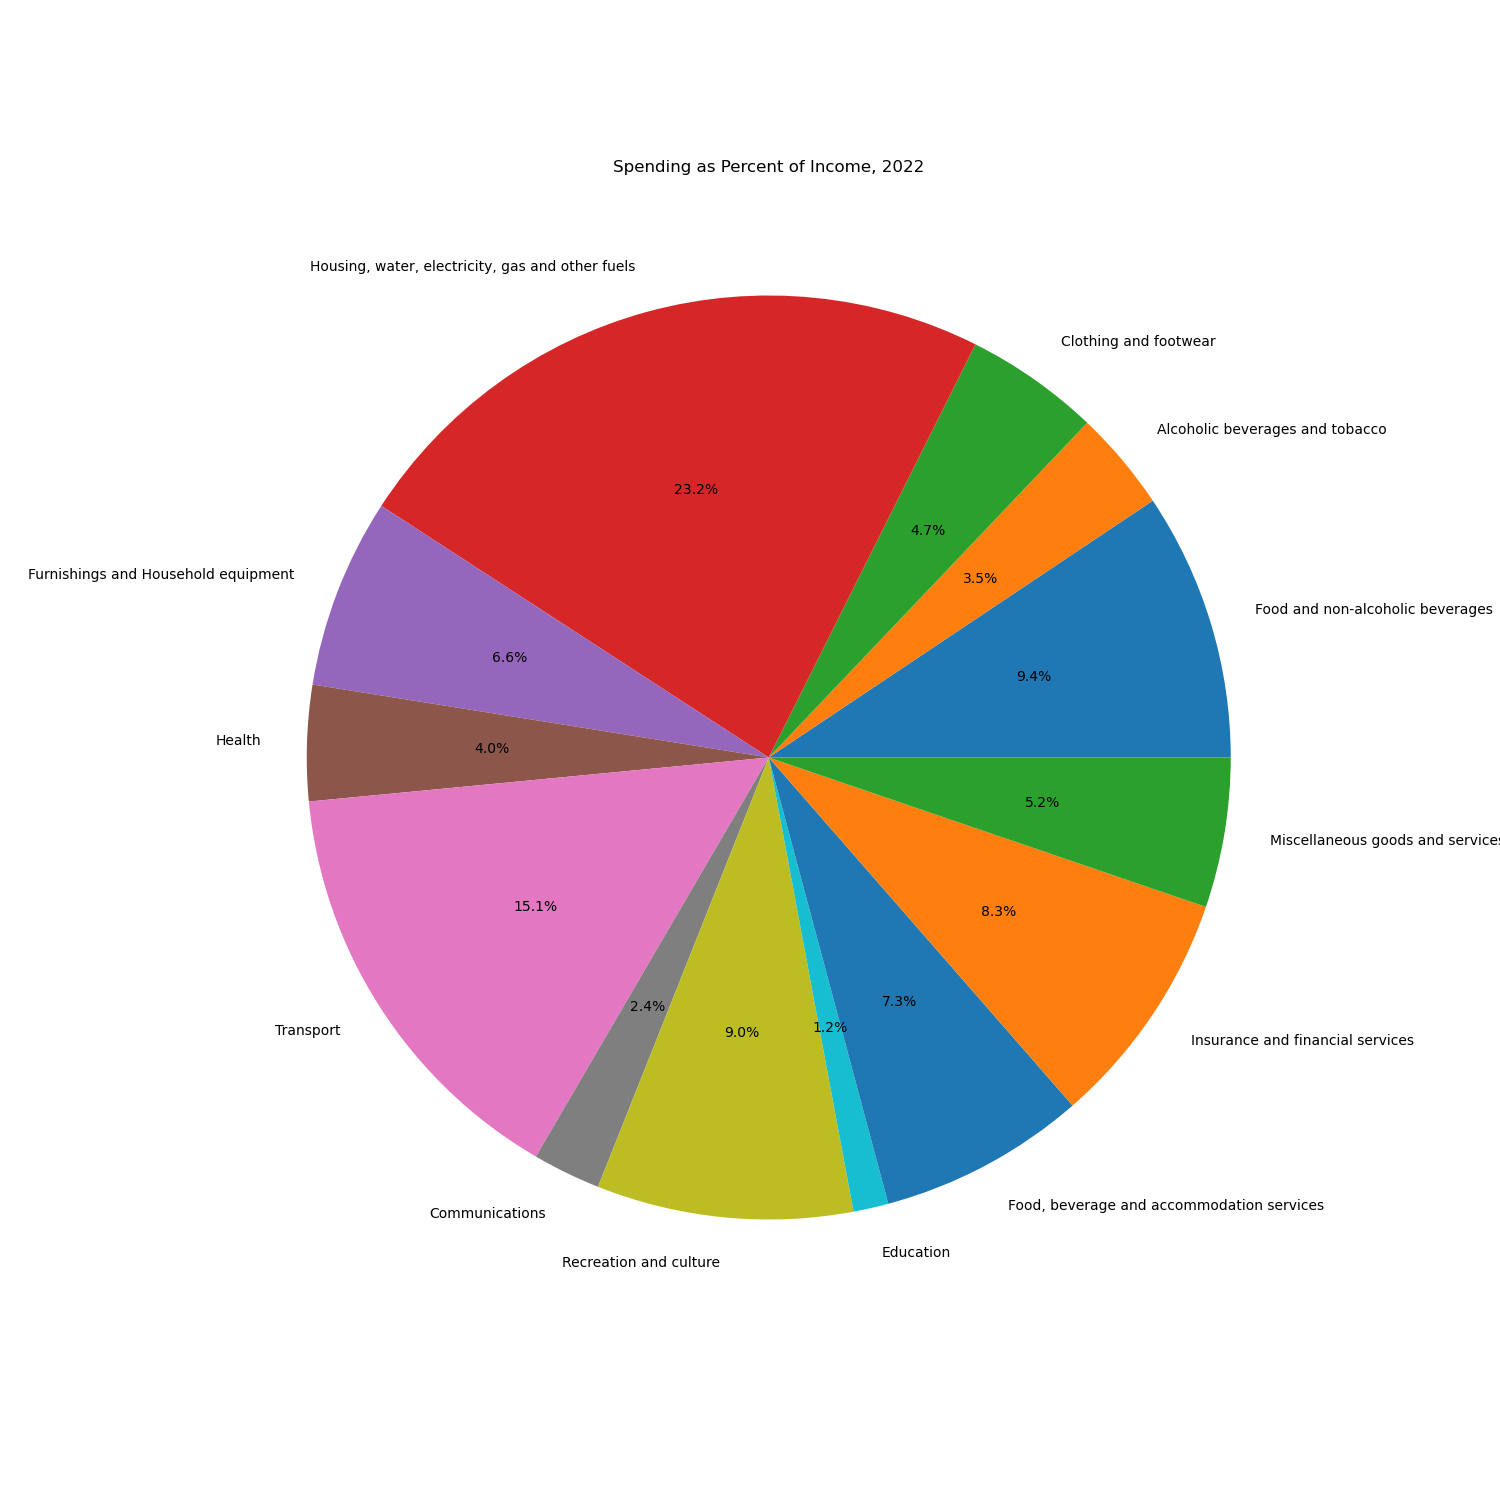 Spending as Percent of Income, 2022
Housing, water, electricity, gas and other fuels
Clothing and footwear
Alcoholic beverages and tobacco
23.2%
4.7%
Furnishings and Household equipment
3.5%
Food and non-alcoholic beverages
6.6%
9.4%
Health
4.0%
5.2%
Miscellaneous goods and services
15.1%
8.3%
Transport
2.4%
9.0%
1.2%
7.3%
Insurance and financial services
Communications
Food, beverage and accommodation services
Recreation and culture
Education